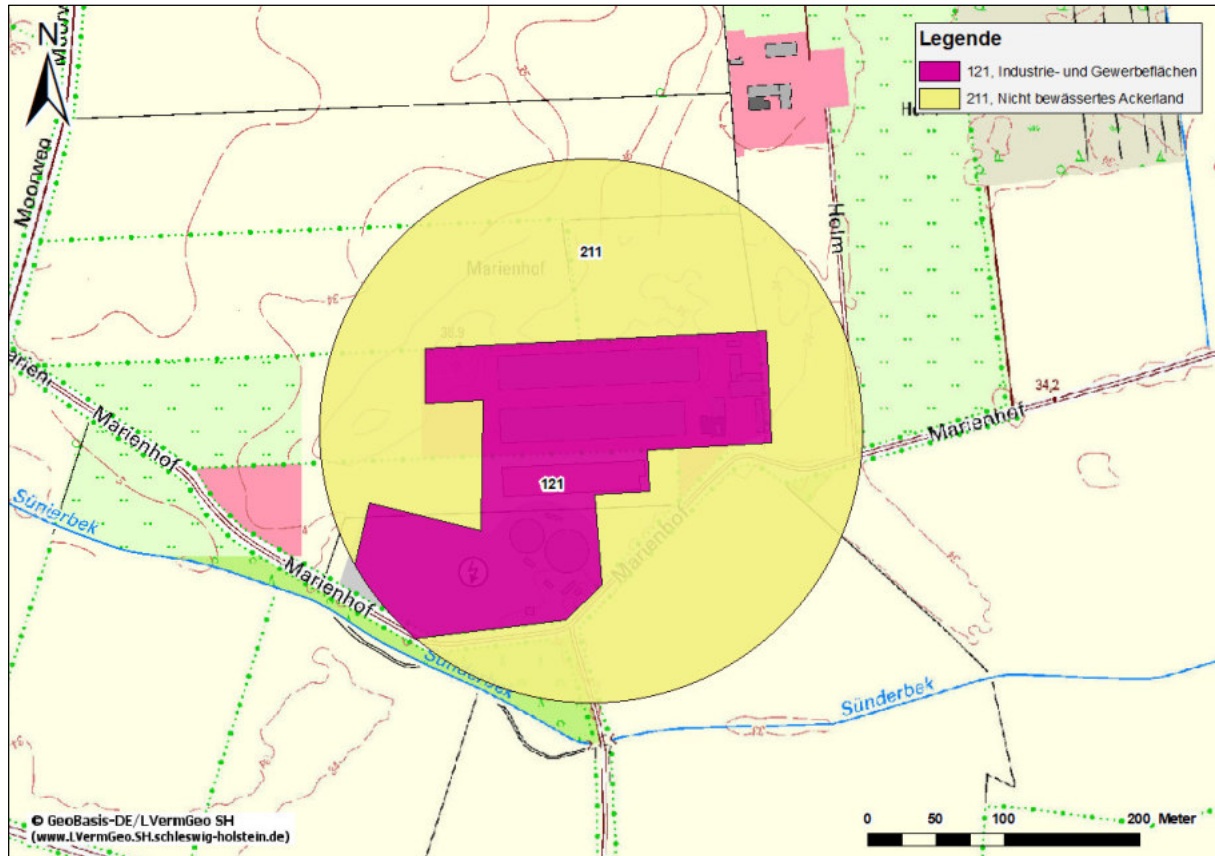 N
Moorw
Moorweg
Legende
121, Industrie- und Gewerbeflächen
211, Nicht bewässertes Ackerland
Holm
211
Marienhof
38,9
34
34,2
Marienhof
Marienhof
121
Sünderbek
Marienhof
Marienhof
Sünderbek
Sünderbek
© GeoBasis-DE/LVermGeo SH
(www.LVermGeo.SH.schleswig-holstein.de)
0 50 100 200 Meter